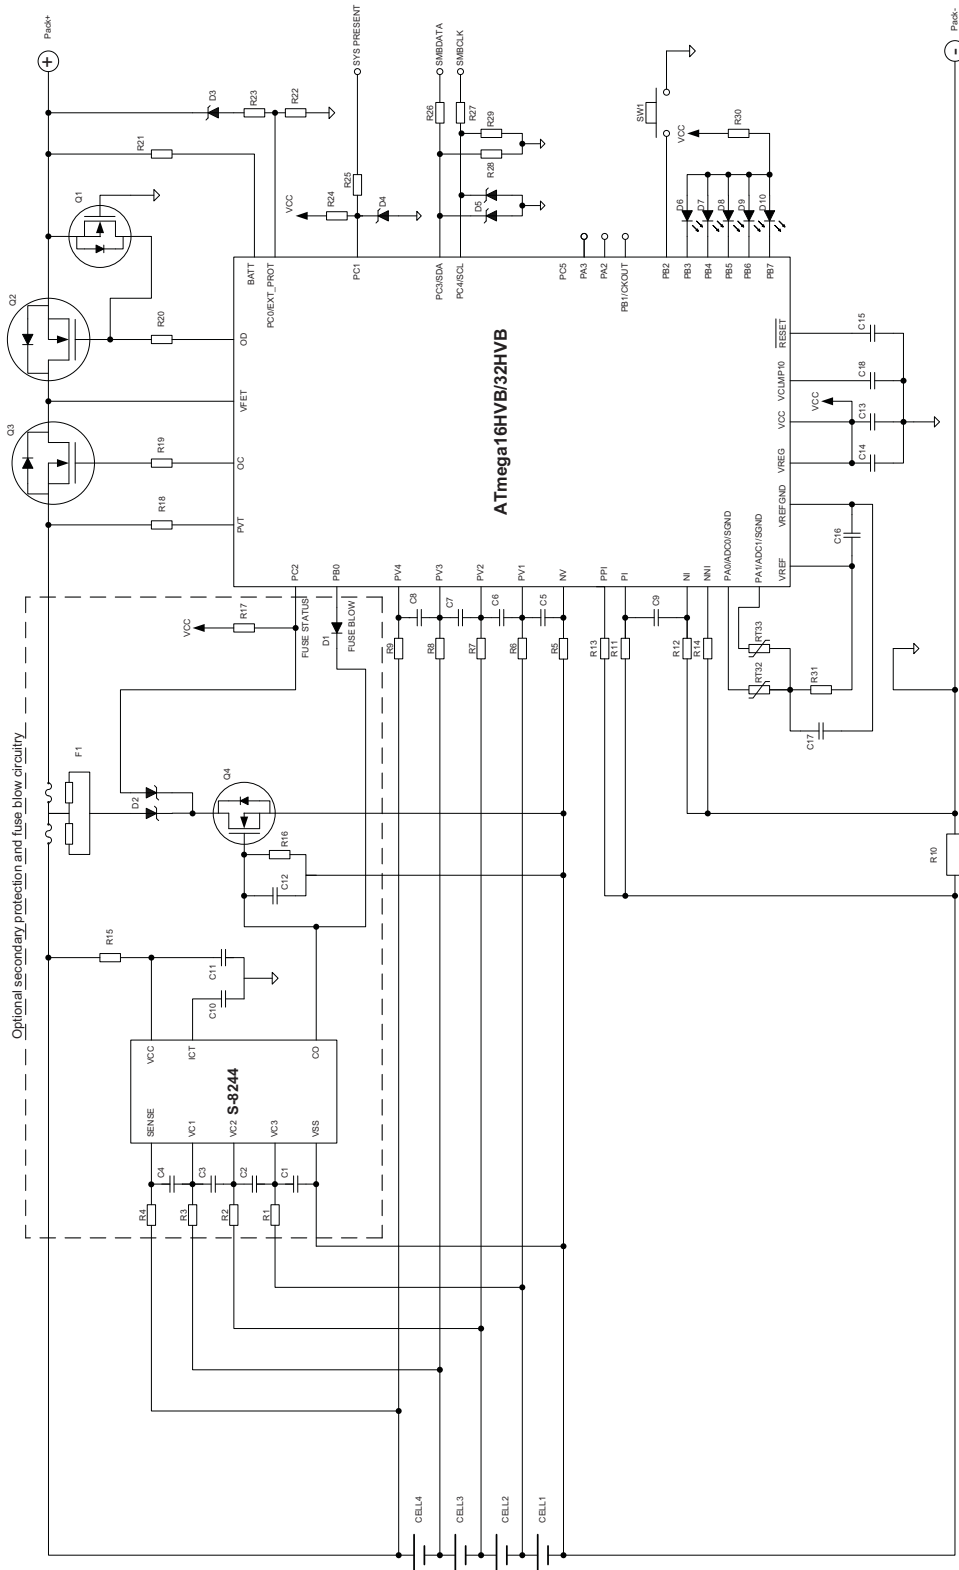 Optional secondary protection and fuse blow circuitry
Pack+
Pack-
+
-
CELL4
CELL3
CELL2
CELL1
R4
R3
R2
R1
C4
C3
C2
C1
SENSE
VC1
VC2
VC3
VSS
S-8244
VCC
ICT
CO
R15
C10
C11
C12
R16
Q4
D2
F1
VCC
R17
FUSE STATUS
D1
FUSE BLOW
R9
R8
R7
R6
R5
C8
C7
C6
C5
R13
R11
R12
R14
C9
R10
RT32
RT33
R31
C17
C16
PC2
PB0
PV4
PV3
PV2
PV1
NV
PPI
PI
NI
NNI
PA0/ADC0/SGND
PA1/ADC1/SGND
VREF
ATmega16HVB/32HVB
PVT
OC
VFET
OD
BATT
PC0/EXT_PROT
PC1
PC3/SDA
PC4/SCL
PC5
PA3
PA2
PB1/CKOUT
PB2
PB3
PB4
PB5
PB6
PB7
VREFGND
VREG
VCC
VCLMP10
RESET
C14
C13
C18
C15
VCC
R18
R19
R20
R21
Q3
Q2
Q1
D3
R23
R22
VCC
R24
R25
D4
SYS PRESENT
SMBDATA
SMBCLK
R26
R27
R29
R28
D5
SW1
VCC
R30
D6
D7
D8
D9
D10